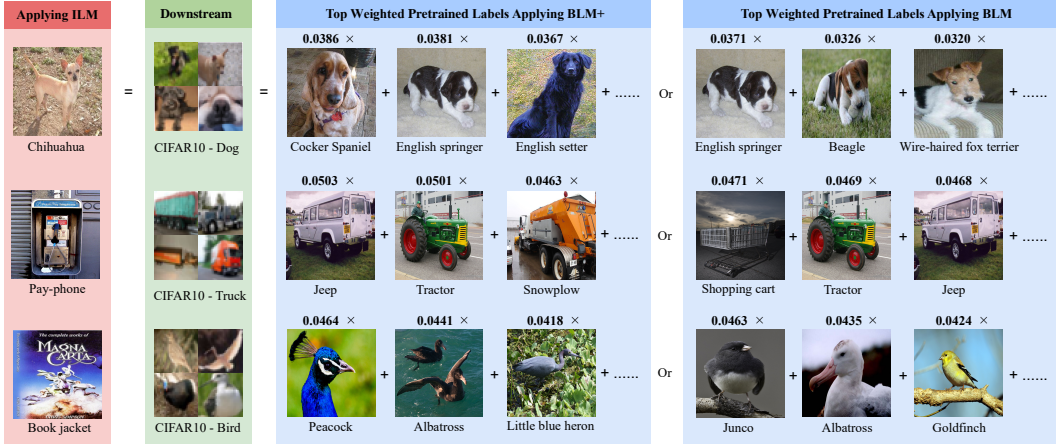 Applying ILM
Downstream
Top Weighted Pretrained Labels Applying BLM+
Top Weighted Pretrained Labels Applying BLM
0.0386 × 0.0381 × 0.0367 × 0.0371 × 0.0326 × 0.0320 ×
= = + + + ...... Or + + + ......
Chihuahua CIFAR10 - Dog Cocker Spaniel English springer English setter English springer Beagle Wire-haired fox terrier
0.0503 × 0.0501 × 0.0463 × 0.0471 × 0.0469 × 0.0468 ×
+ + + ...... Or + + + ......
Pay-phone CIFAR10 - Truck Jeep Tractor Snowplow Shopping cart Tractor Jeep
0.0464 × 0.0441 × 0.0418 × 0.0463 × 0.0435 × 0.0424 ×
The complete works of
MAGNA
CARTA
+ + + ...... Or + + + ......
Book jacket CIFAR10 - Bird Peacock Albatross Little blue heron Junco Albatross Goldfinch